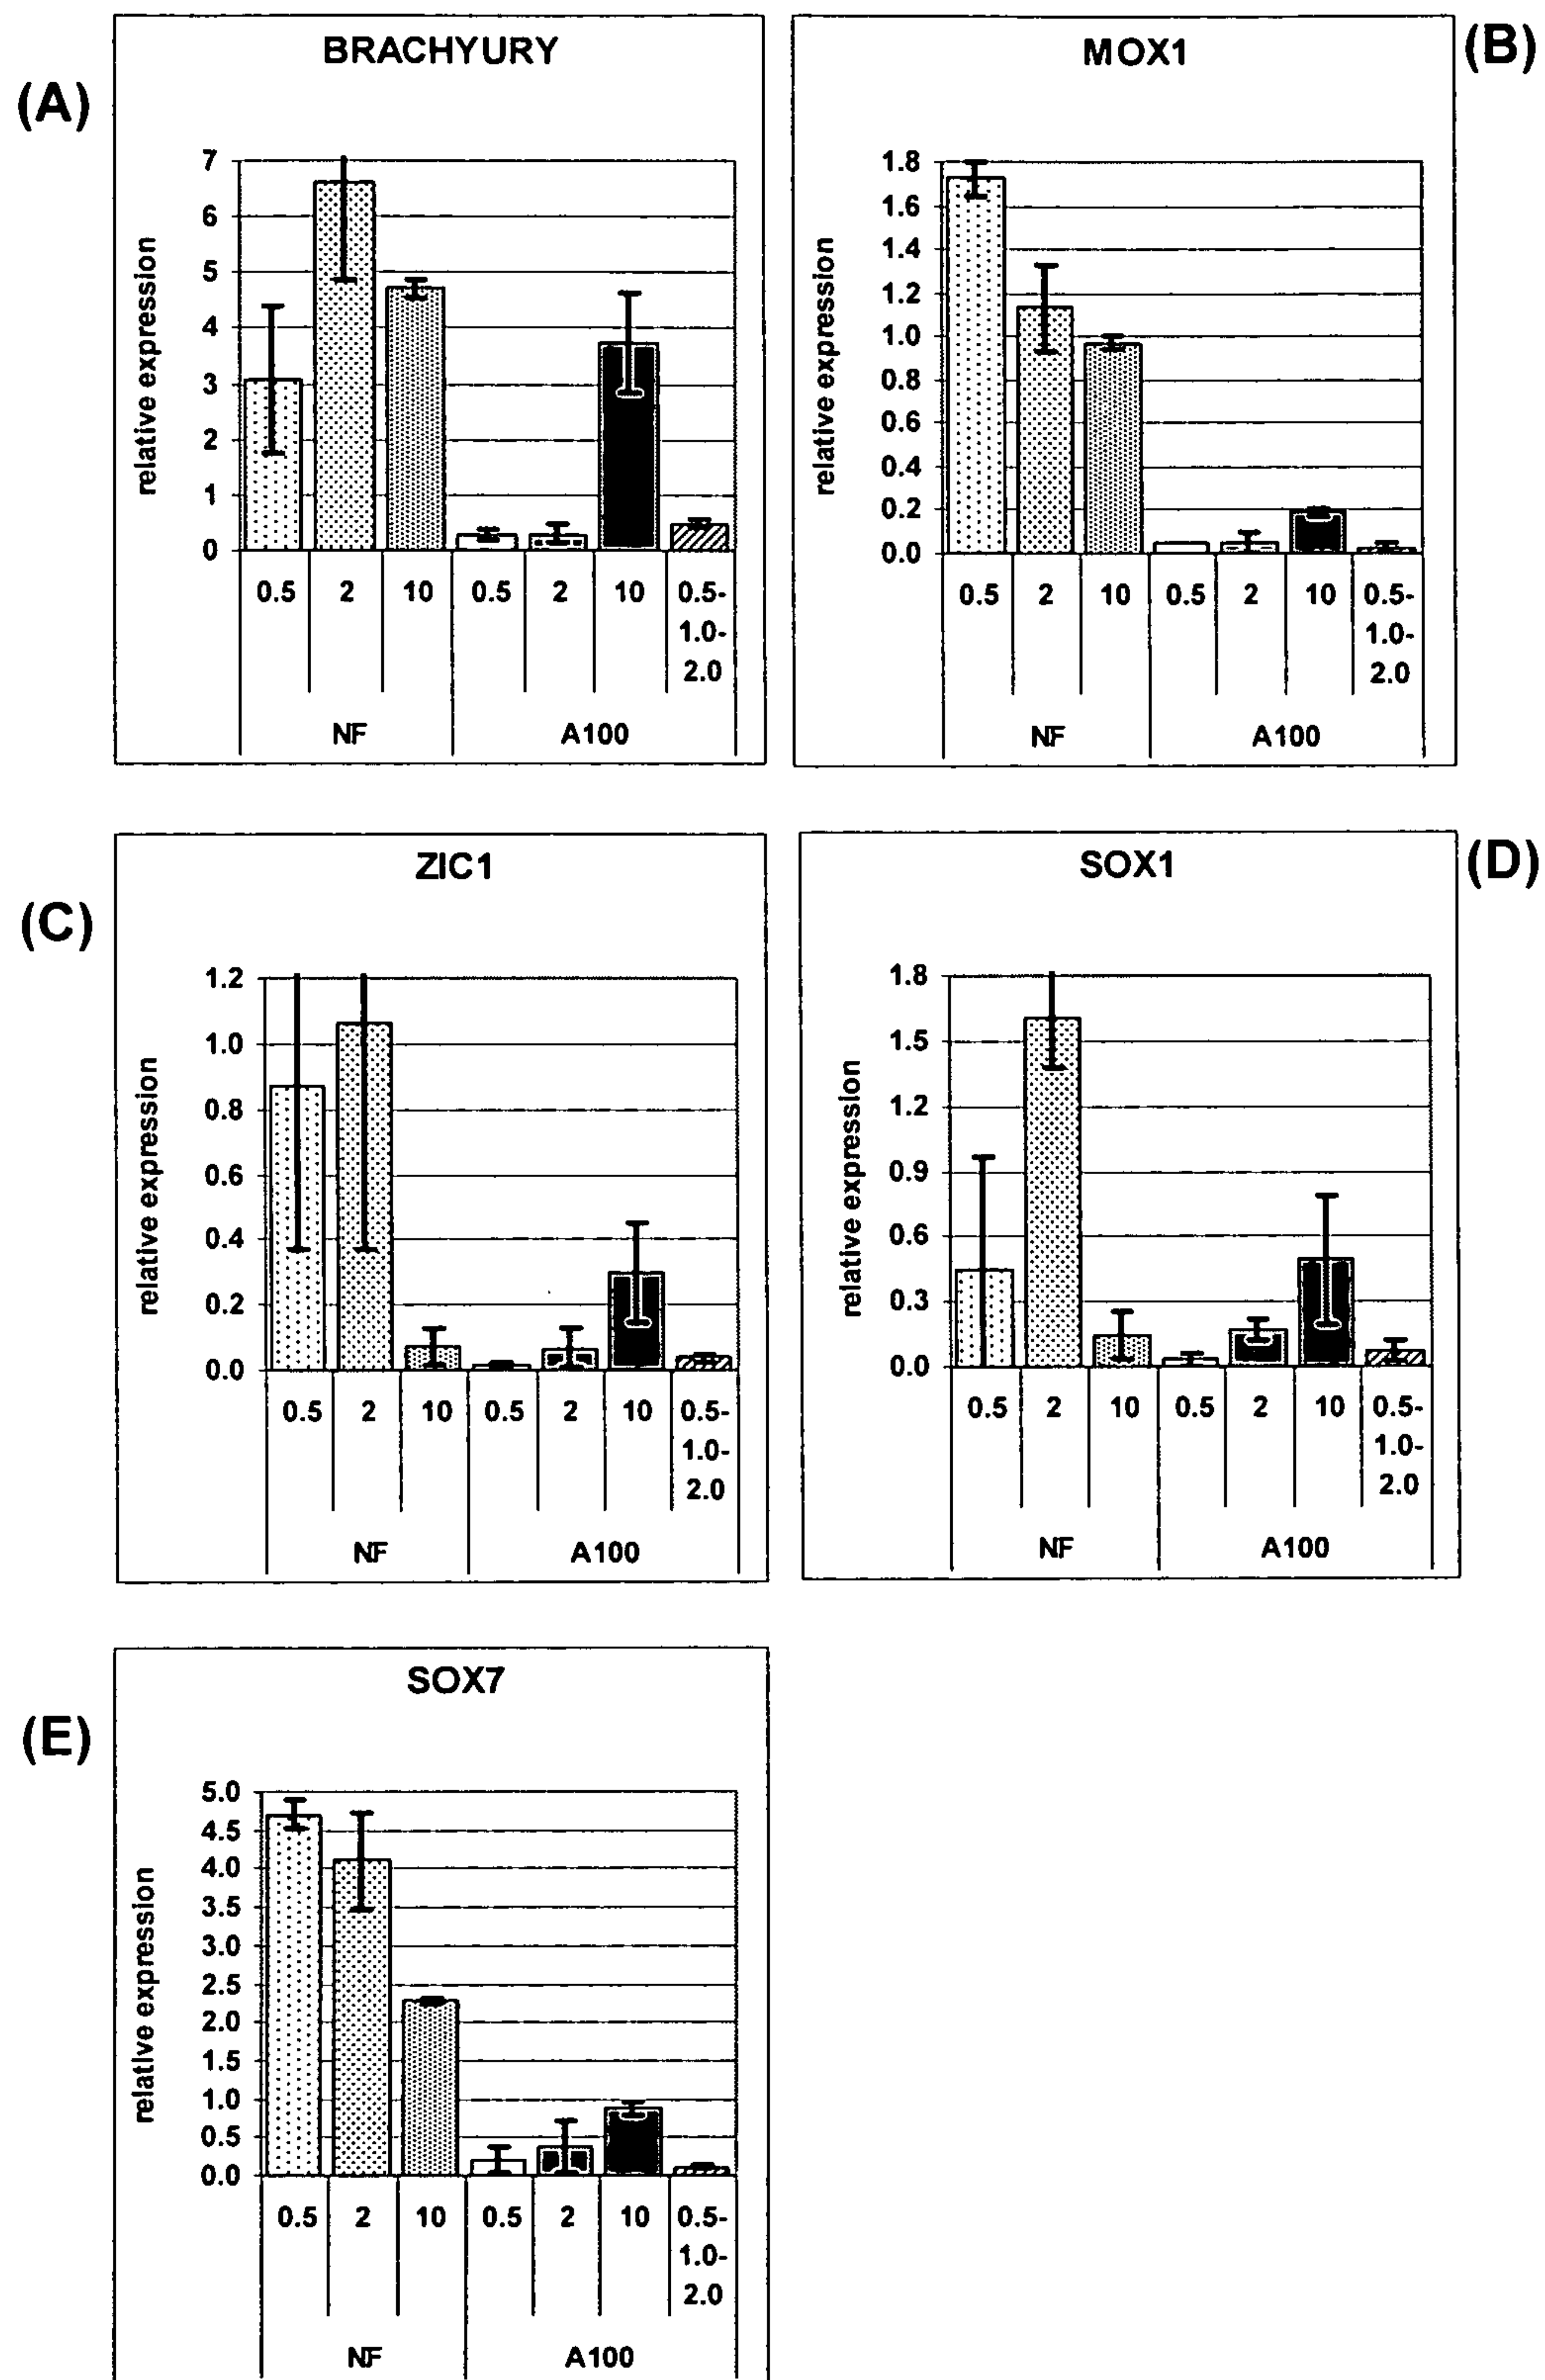 (A)
BRACHYURY
relative expression
7
6
5
4
3
2
1
0
0.5 2 10 0.5 2 10 0.5-
1.0-
2.0
NF A100
(B)
MOX1
relative expression
1.8
1.6
1.4
1.2
1.0
0.8
0.6
0.4
0.2
0.0
0.5 2 10 0.5 2 10 0.5-
1.0-
2.0
NF A100
(C)
ZIC1
relative expression
1.2
1.0
0.8
0.6
0.4
0.2
0.0
0.5 2 10 0.5 2 10 0.5-
1.0-
2.0
NF A100
(D)
SOX1
relative expression
1.8
1.5
1.2
0.9
0.6
0.3
0.0
0.5 2 10 0.5 2 10 0.5-
1.0-
2.0
NF A100
(E)
SOX7
relative expression
5.0
4.5
4.0
3.5
3.0
2.5
2.0
1.5
1.0
0.5
0.0
0.5 2 10 0.5 2 10 0.5-
1.0-
2.0
NF A100